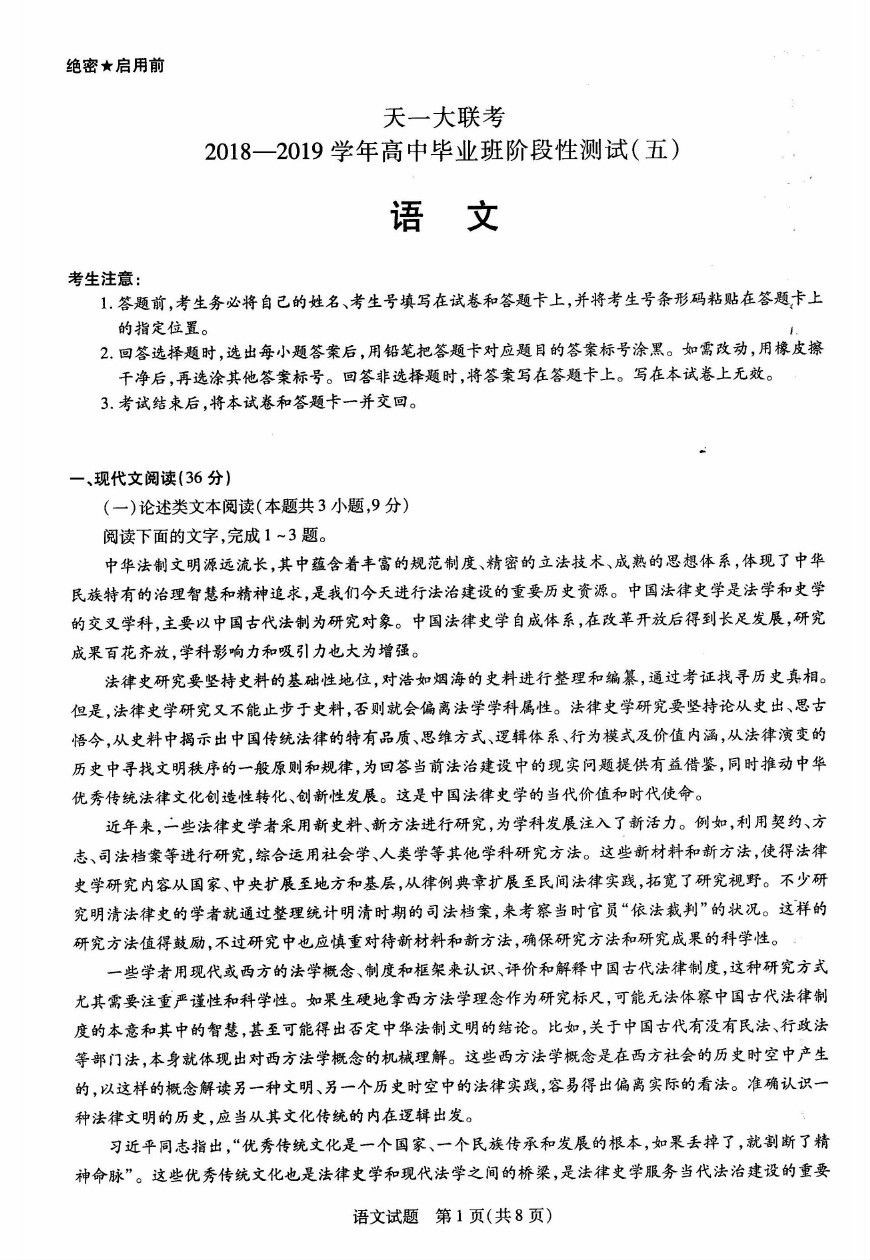 绝密★启用前
天一大联考
2018—2019学年高中毕业班阶段性测试(五)
语 文
考生注意:
1.答题前,考生务必将自己的姓名、考生号填写在试卷和答题卡上,并将考生号条形码粘贴在答题卡上
的指定位置。
2.回答选择题时,选出每小题答案后,用铅笔把答题卡对应题目的答案标号涂黑。如需改动,用橡皮擦
干净后,再选涂其他答案标号。回答非选择题时,将答案写在答题卡上。写在本试卷上无效。
3.考试结束后,将本试卷和答题卡一并交回。
一、现代文阅读(36分)
(一)论述类文本阅读(本题共3小题,9分)
阅读下面的文字,完成1~3题。
中华法制文明源远流长,其中蕴含着丰富的规范制度、精密的立法技术、成熟的思想体系,体现了中华
民族特有的治理智慧和精神追求,是我们今天进行法治建设的重要历史资源。中国法律史学是法学和史学
的交叉学科,主要以中国古代法制为研究对象。中国法律史学自成体系,在改革开放后得到长足发展,研究
成果百花齐放,学科影响力和吸引力也大为增强。
法律史研究要坚持史料的基础性地位,对浩如烟海的史料进行整理和编纂,通过考证找寻历史真相。
但是,法律史学研究又不能止步于史料,否则就会偏离法学学科属性。法律史学研究要坚持论从史出、思古
悟今,从史料中揭示出中国传统法律的特有品质、思维方式、逻辑体系、行为模式及价值内涵,从法律演变的
历史中寻找文明秩序的一般原则和规律,为回答当前法治建设中的现实问题提供有益借鉴,同时推动中华
优秀传统法律文化创造性转化、创新性发展。这是中国法律史学的当代价值和时代使命。
近年来,一些法律史学者采用新史料、新方法进行研究,为学科发展注入了新活力。例如,利用契约、方
志、司法档案等进行研究,综合运用社会学、人类学等其他学科研究方法。这些新材料和新方法,使得法律
史学研究内容从国家、中央扩展至地方和基层,从律例典章扩展至民间法律实践,拓宽了研究视野。不少研
究明清法律史的学者就通过整理统计明清时期的司法档案,来考察当时官员“依法裁判”的状况。这样的
研究方法值得鼓励,不过研究中也应慎重对待新材料和新方法,确保研究方法和研究成果的科学性。
一些学者用现代或西方的法学概念、制度和框架来认识、评价和解释中国古代法律制度,这种研究方式
尤其需要注重严谨性和科学性。如果生硬地拿西方法学理念作为研究标尺,可能无法体察中国古代法律制
度的本意和其中的智慧,甚至可能得出否定中华法制文明的结论。比如,关于中国古代有没有民法、行政法
等部门法,本身就体现出对西方法学概念的机械理解。这些西方法学概念是在西方社会的历史时空中产生
的,以这样的概念解读另一种文明、另一个历史时空中的法律实践,容易得出偏离实际的看法。准确认识一
种法律文明的历史,应当从其文化传统的内在逻辑出发。
习近平同志指出,“优秀传统文化是一个国家、一个民族传承和发展的根本,如果丢掉了,就割断了精
神命脉”。这些优秀传统文化也是法律史学和现代法学之间的桥梁,是法律史学服务当代法治建设的重要
语文试题 第1页(共8页)